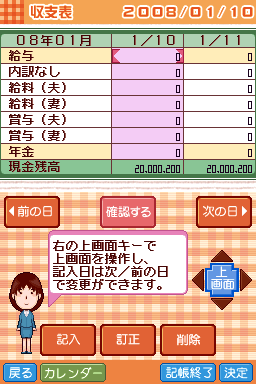 収支表 2008/01/10
08年01月 1/10 1/11
給与 0 0
内訳なし 0 0
給料(夫) 0 0
給料(妻) 0 0
賞与(夫) 0 0
賞与(妻) 0 0
年金 0 0
現金残高 20,000,200 20,000,200
前の日 確認する 次の日
右の上画面キーで
上画面を操作し、
記入日は次/前の日
で変更ができます。
上
画面
記入 訂正 削除
戻る カレンダー 記帳終了 決定